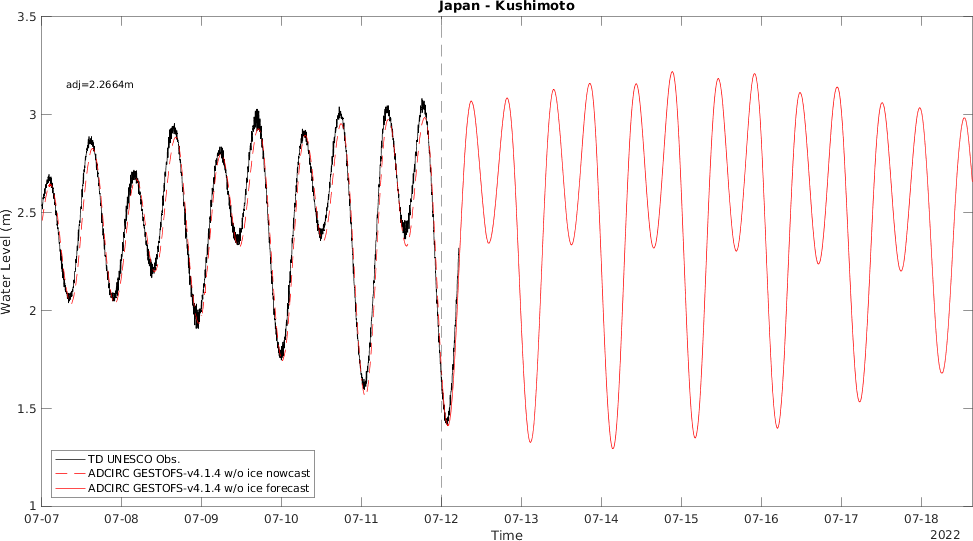 Japan - Kushimoto
3.5
adj=2.2664m
3
2.5
Water Level (m)
2
1.5
TD UNESCO Obs.
ADCIRC GESTOFS-v4.1.4 w/o ice nowcast
ADCIRC GESTOFS-v4.1.4 w/o ice forecast
1
07-07 07-08 07-09 07-10 07-11 07-12 07-13 07-14 07-15 07-16 07-17 07-18
Time
2022